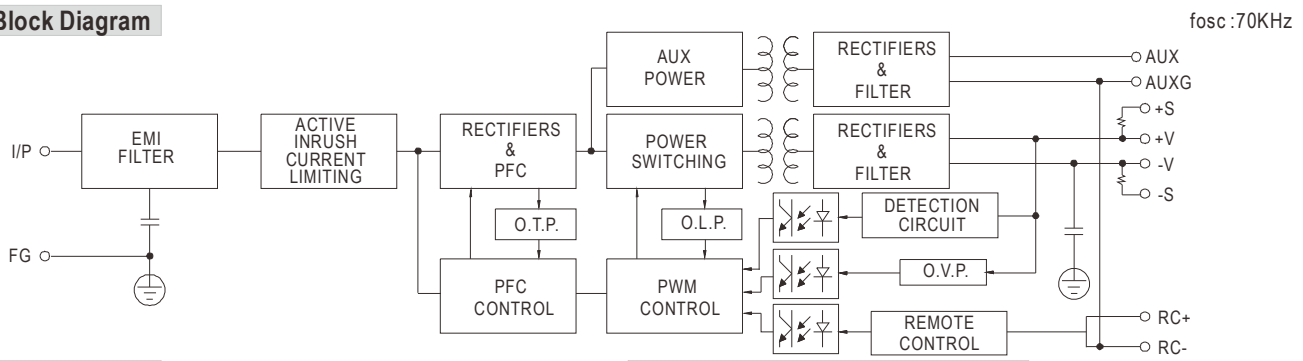 Block Diagram
fosc :70KHz
AUX
POWER
RECTIFIERS
&
FILTER
AUX
AUXG
+S
+V
-V
-S
I/P
EMI
FILTER
ACTIVE
INRUSH
CURRENT
LIMITING
RECTIFIERS
&
PFC
POWER
SWITCHING
RECTIFIERS
&
FILTER
O.T.P.
O.L.P.
DETECTION
CIRCUIT
FG
PFC
CONTROL
PWM
CONTROL
O.V.P.
REMOTE
CONTROL
RC+
RC-